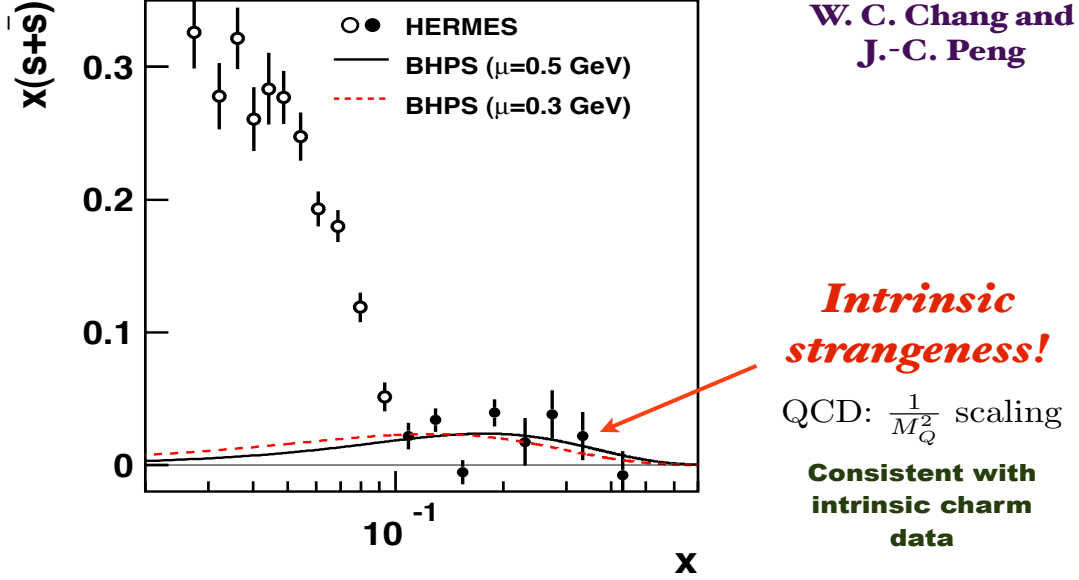 x(s+s̄)
0.3
0.2
0.1
0
10⁻¹
x
HERMES
BHPS (μ=0.5 GeV)
BHPS (μ=0.3 GeV)
W. C. Chang and
J.-C. Peng
Intrinsic
strangeness!
QCD: 1/M_Q² scaling
Consistent with
intrinsic charm
data